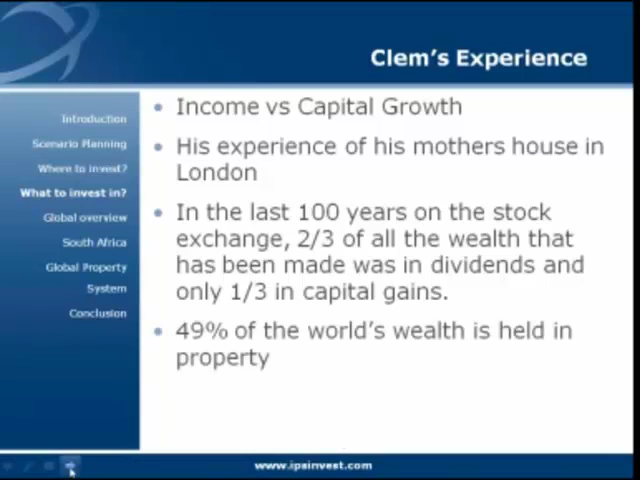 Clem's Experience
Introduction
Scenario Planning
Where to invest?
What to invest in?
Global overview
South Africa
Global Property
System
Conclusion
• Income vs Capital Growth
• His experience of his mothers house in
London
• In the last 100 years on the stock
exchange, 2/3 of all the wealth that
has been made was in dividends and
only 1/3 in capital gains.
• 49% of the world's wealth is held in
property
www.ipsinvest.com